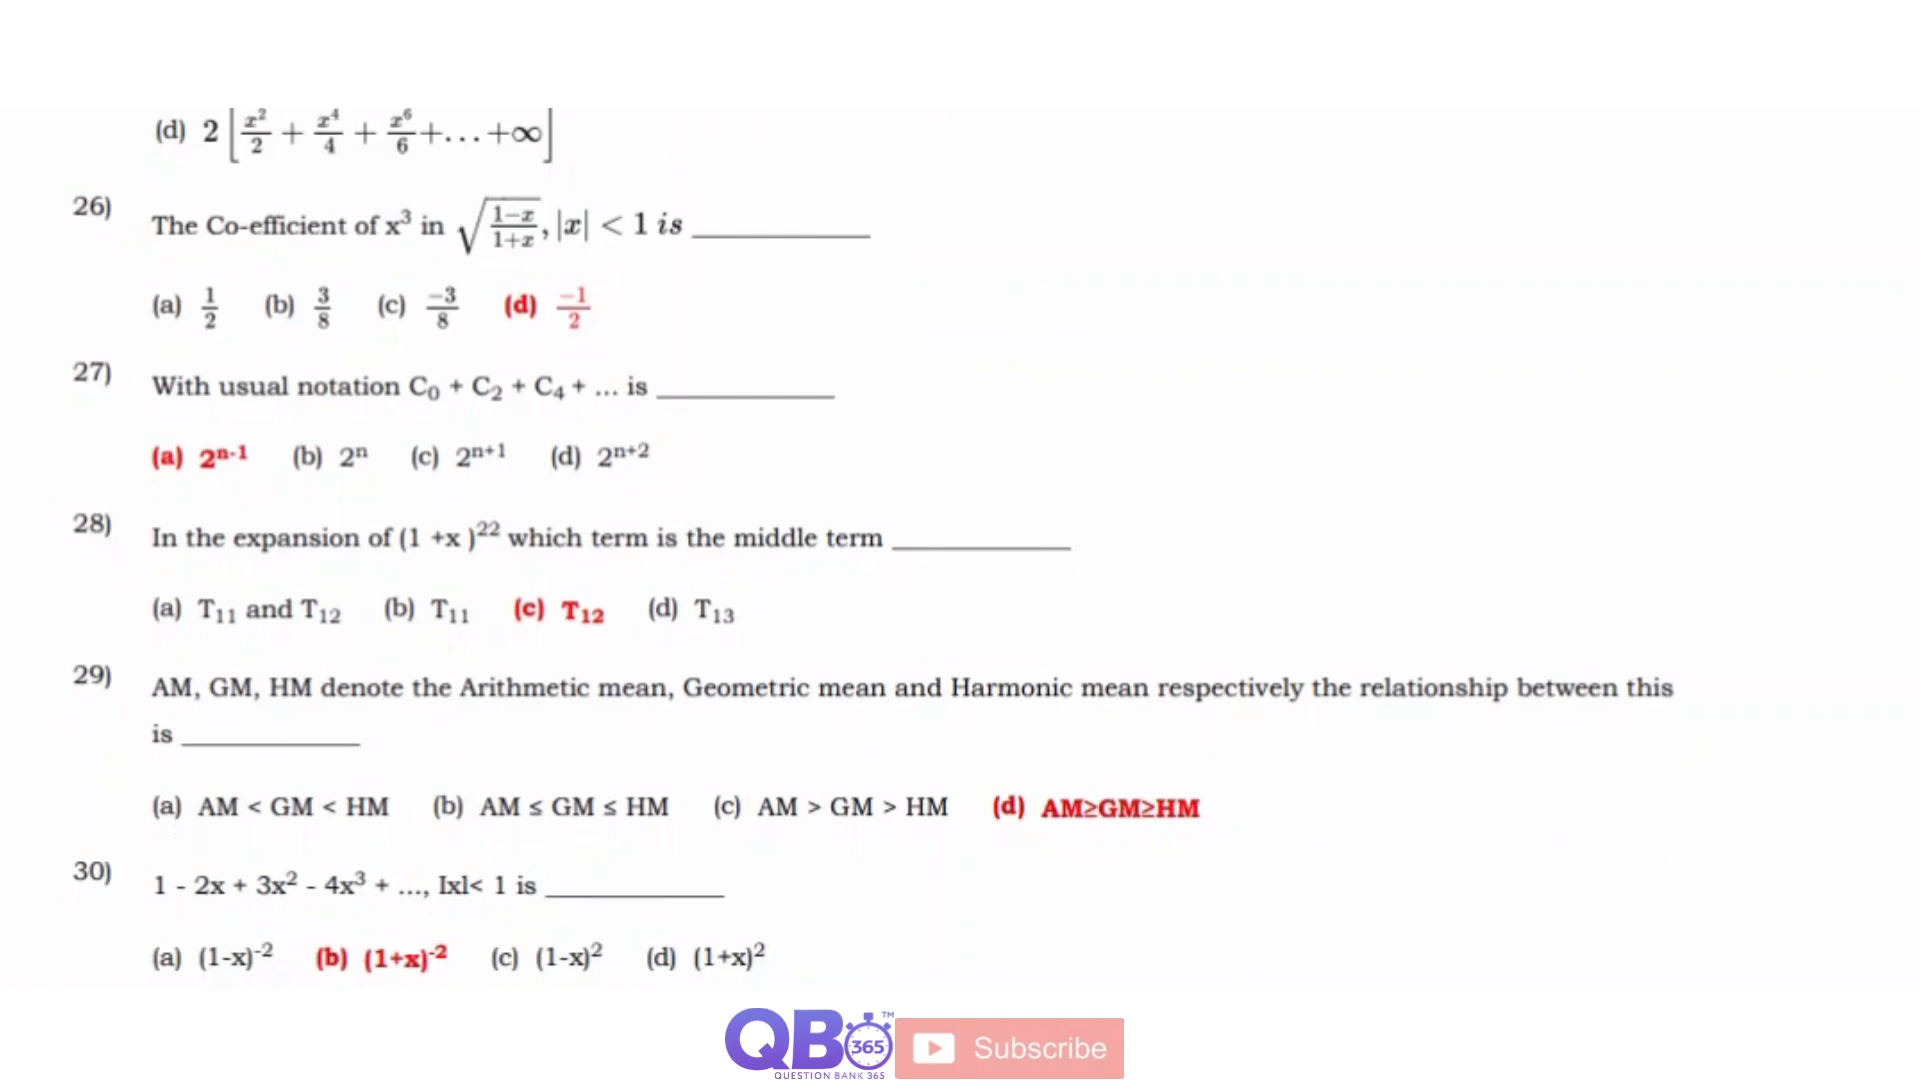 (d) 2 [x²/2 + x⁴/4 + x⁶/6 +...+∞]
26) The Co-efficient of x³ in √((1−x)/(1+x)), |x| < 1 is ____________
(a) 1/2 (b) 3/8 (c) −3/8 (d) −1/2
27) With usual notation C₀ + C₂ + C₄ + ... is ____________
(a) 2ⁿ⁻¹ (b) 2ⁿ (c) 2ⁿ⁺¹ (d) 2ⁿ⁺²
28) In the expansion of (1 +x )²² which term is the middle term ____________
(a) T₁₁ and T₁₂ (b) T₁₁ (c) T₁₂ (d) T₁₃
29) AM, GM, HM denote the Arithmetic mean, Geometric mean and Harmonic mean respectively the relationship between this
is ____________
(a) AM < GM < HM (b) AM ≤ GM ≤ HM (c) AM > GM > HM (d) AM≥GM≥HM
30) 1 - 2x + 3x² - 4x³ + ..., IxI< 1 is ____________
(a) (1-x)⁻² (b) (1+x)⁻² (c) (1-x)² (d) (1+x)²
QB 365 ™
QUESTION BANK 365
Subscribe